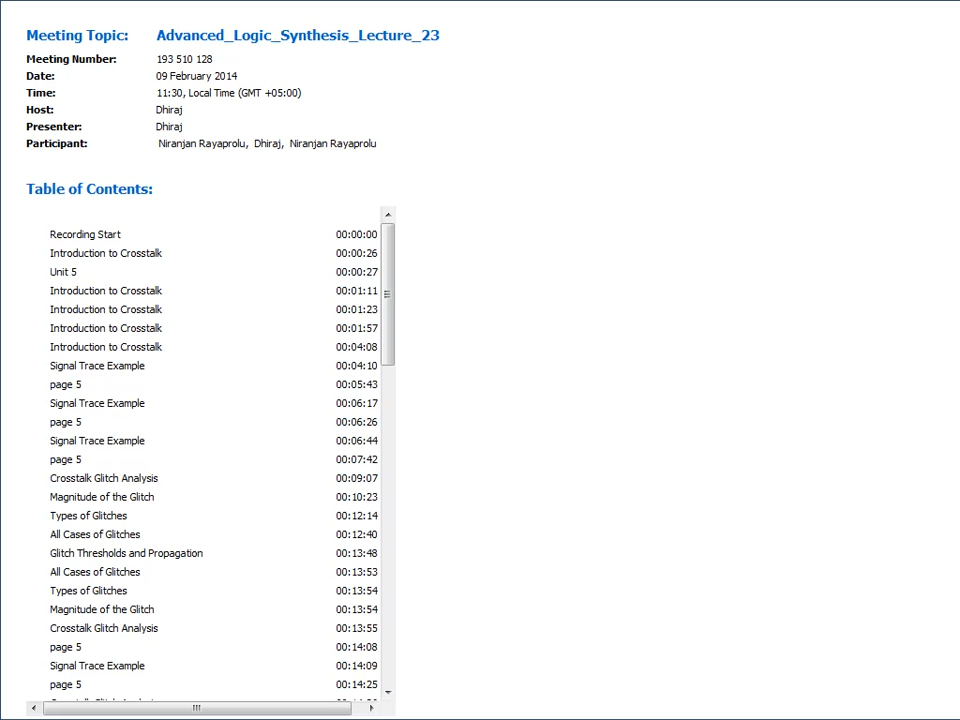 Meeting Topic: Advanced_Logic_Synthesis_Lecture_23
Meeting Number: 193 510 128
Date: 09 February 2014
Time: 11:30, Local Time (GMT +05:00)
Host: Dhiraj
Presenter: Dhiraj
Participant: Niranjan Rayaprolu, Dhiraj, Niranjan Rayaprolu
Table of Contents:
Recording Start 00:00:00
Introduction to Crosstalk 00:00:26
Unit 5 00:00:27
Introduction to Crosstalk 00:01:11
Introduction to Crosstalk 00:01:23
Introduction to Crosstalk 00:01:57
Introduction to Crosstalk 00:04:08
Signal Trace Example 00:04:10
page 5 00:05:43
Signal Trace Example 00:06:17
page 5 00:06:26
Signal Trace Example 00:06:44
page 5 00:07:42
Crosstalk Glitch Analysis 00:09:07
Magnitude of the Glitch 00:10:23
Types of Glitches 00:12:14
All Cases of Glitches 00:12:40
Glitch Thresholds and Propagation 00:13:48
All Cases of Glitches 00:13:53
Types of Glitches 00:13:54
Magnitude of the Glitch 00:13:54
Crosstalk Glitch Analysis 00:13:55
page 5 00:14:08
Signal Trace Example 00:14:09
page 5 00:14:25